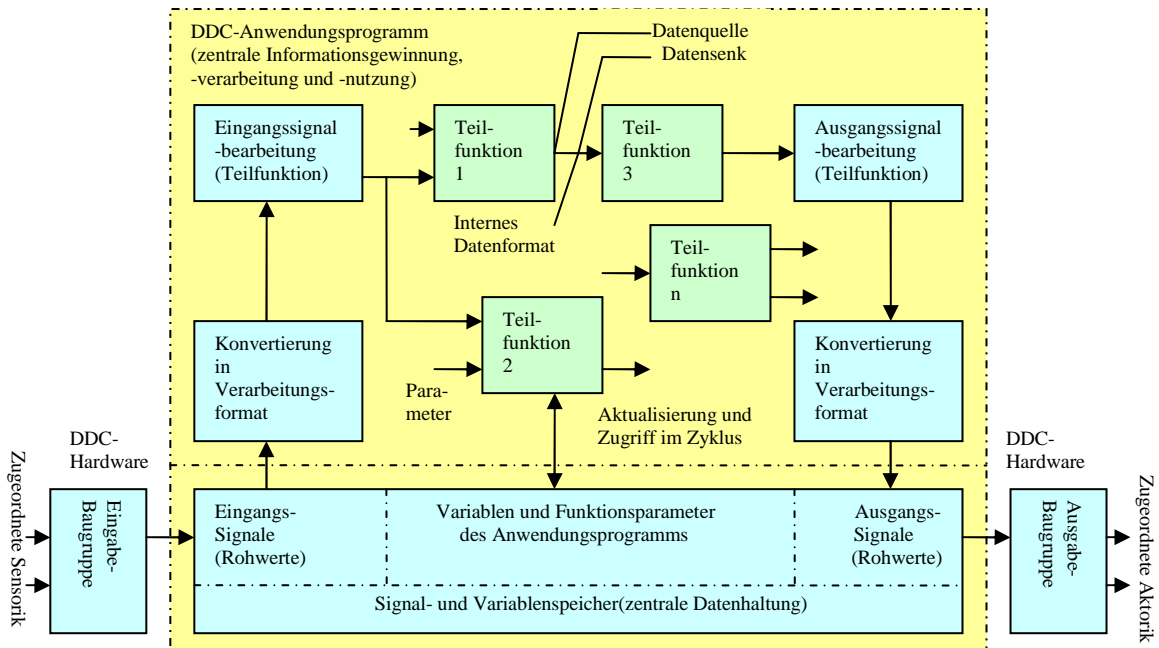 DDC-Anwendungsprogramm
(zentrale Informationsgewinnung,
-verarbeitung und -nutzung)
Datenquelle
Datensenk
Eingangssignal
-bearbeitung
(Teilfunktion)
Teil-
funktion
1
Teil-
funktion
3
Ausgangssignal
-bearbeitung
(Teilfunktion)
Internes
Datenformat
Teil-
funktion
n
Teil-
funktion
2
Konvertierung
in
Verarbeitungs-
format
Para-
meter
Aktualisierung und
Zugriff im Zyklus
Konvertierung
in
Verarbeitungs-
format
DDC-
Hardware
DDC-
Hardware
Zugeordnete Sensorik
Eingabe-
Baugruppe
Eingangs-
Signale
(Rohwerte)
Variablen und Funktionsparameter
des Anwendungsprogramms
Ausgangs-
Signale
(Rohwerte)
Signal- und Variablenspeicher(zentrale Datenhaltung)
Ausgabe-
Baugruppe
Zugeordnete Aktorik